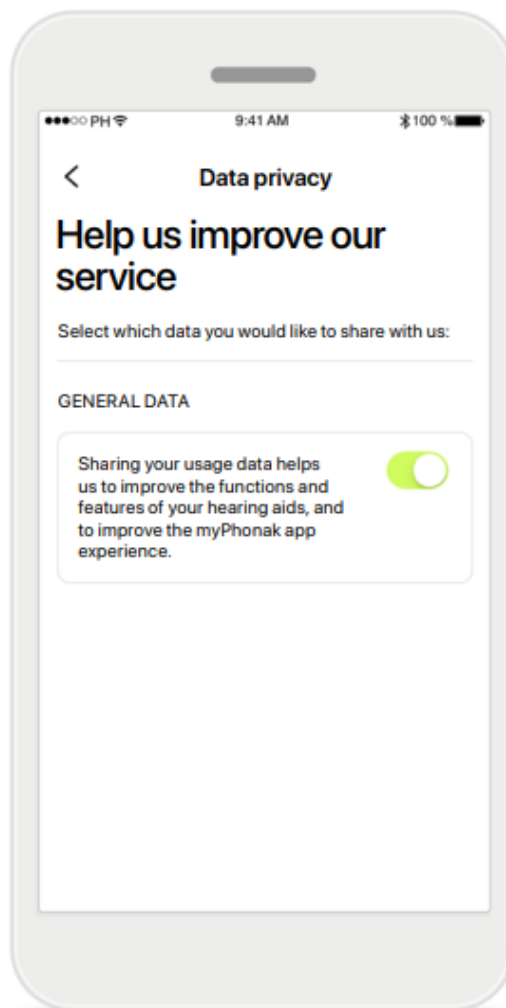 PH 9:41 AM 100 %
Data privacy
Help us improve our
service
Select which data you would like to share with us:
GENERAL DATA
Sharing your usage data helps
us to improve the functions and
features of your hearing aids, and
to improve the myPhonak app
experience.